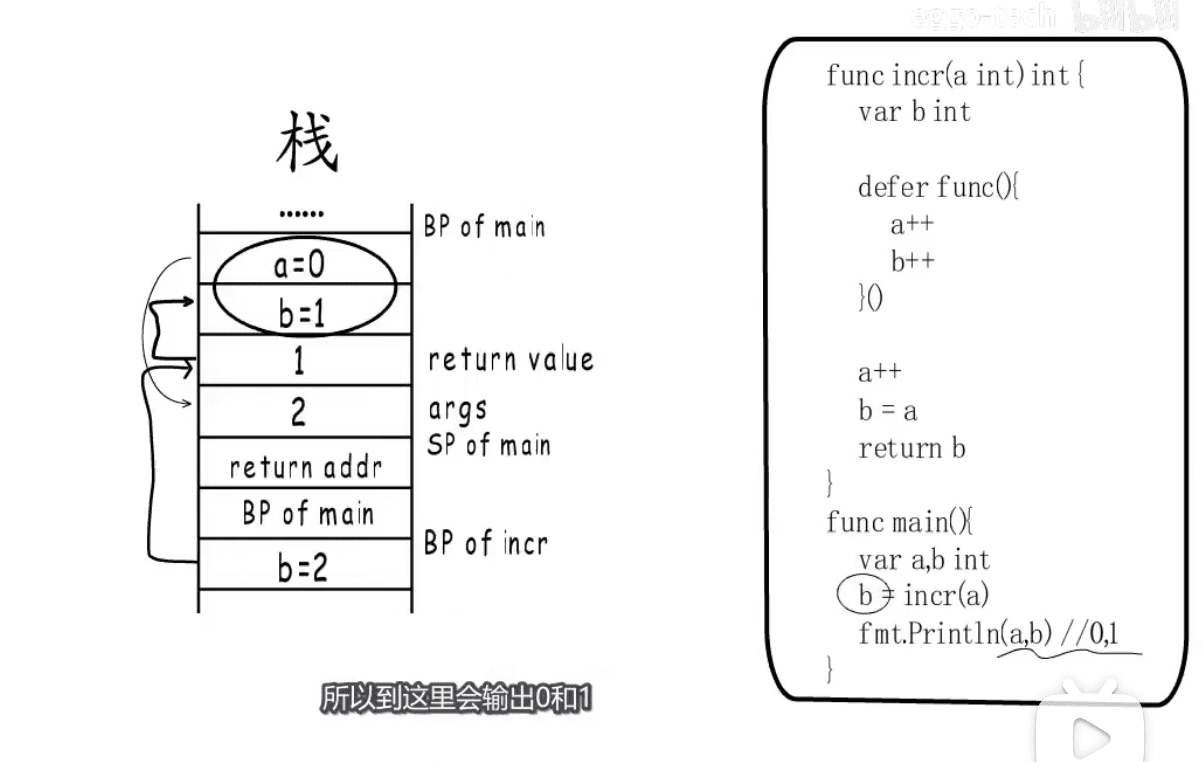 eggo-tech bilibili
栈
......
BP of main
a=0
b=1
1
return value
2
args
SP of main
return addr
BP of main
BP of incr
b=2
func incr(a int) int {
var b int
defer func(){
a++
b++
}()
a++
b = a
return b
}
func main(){
var a,b int
b = incr(a)
fmt.Println(a,b) //0,1
}
所以到这里会输出0和1